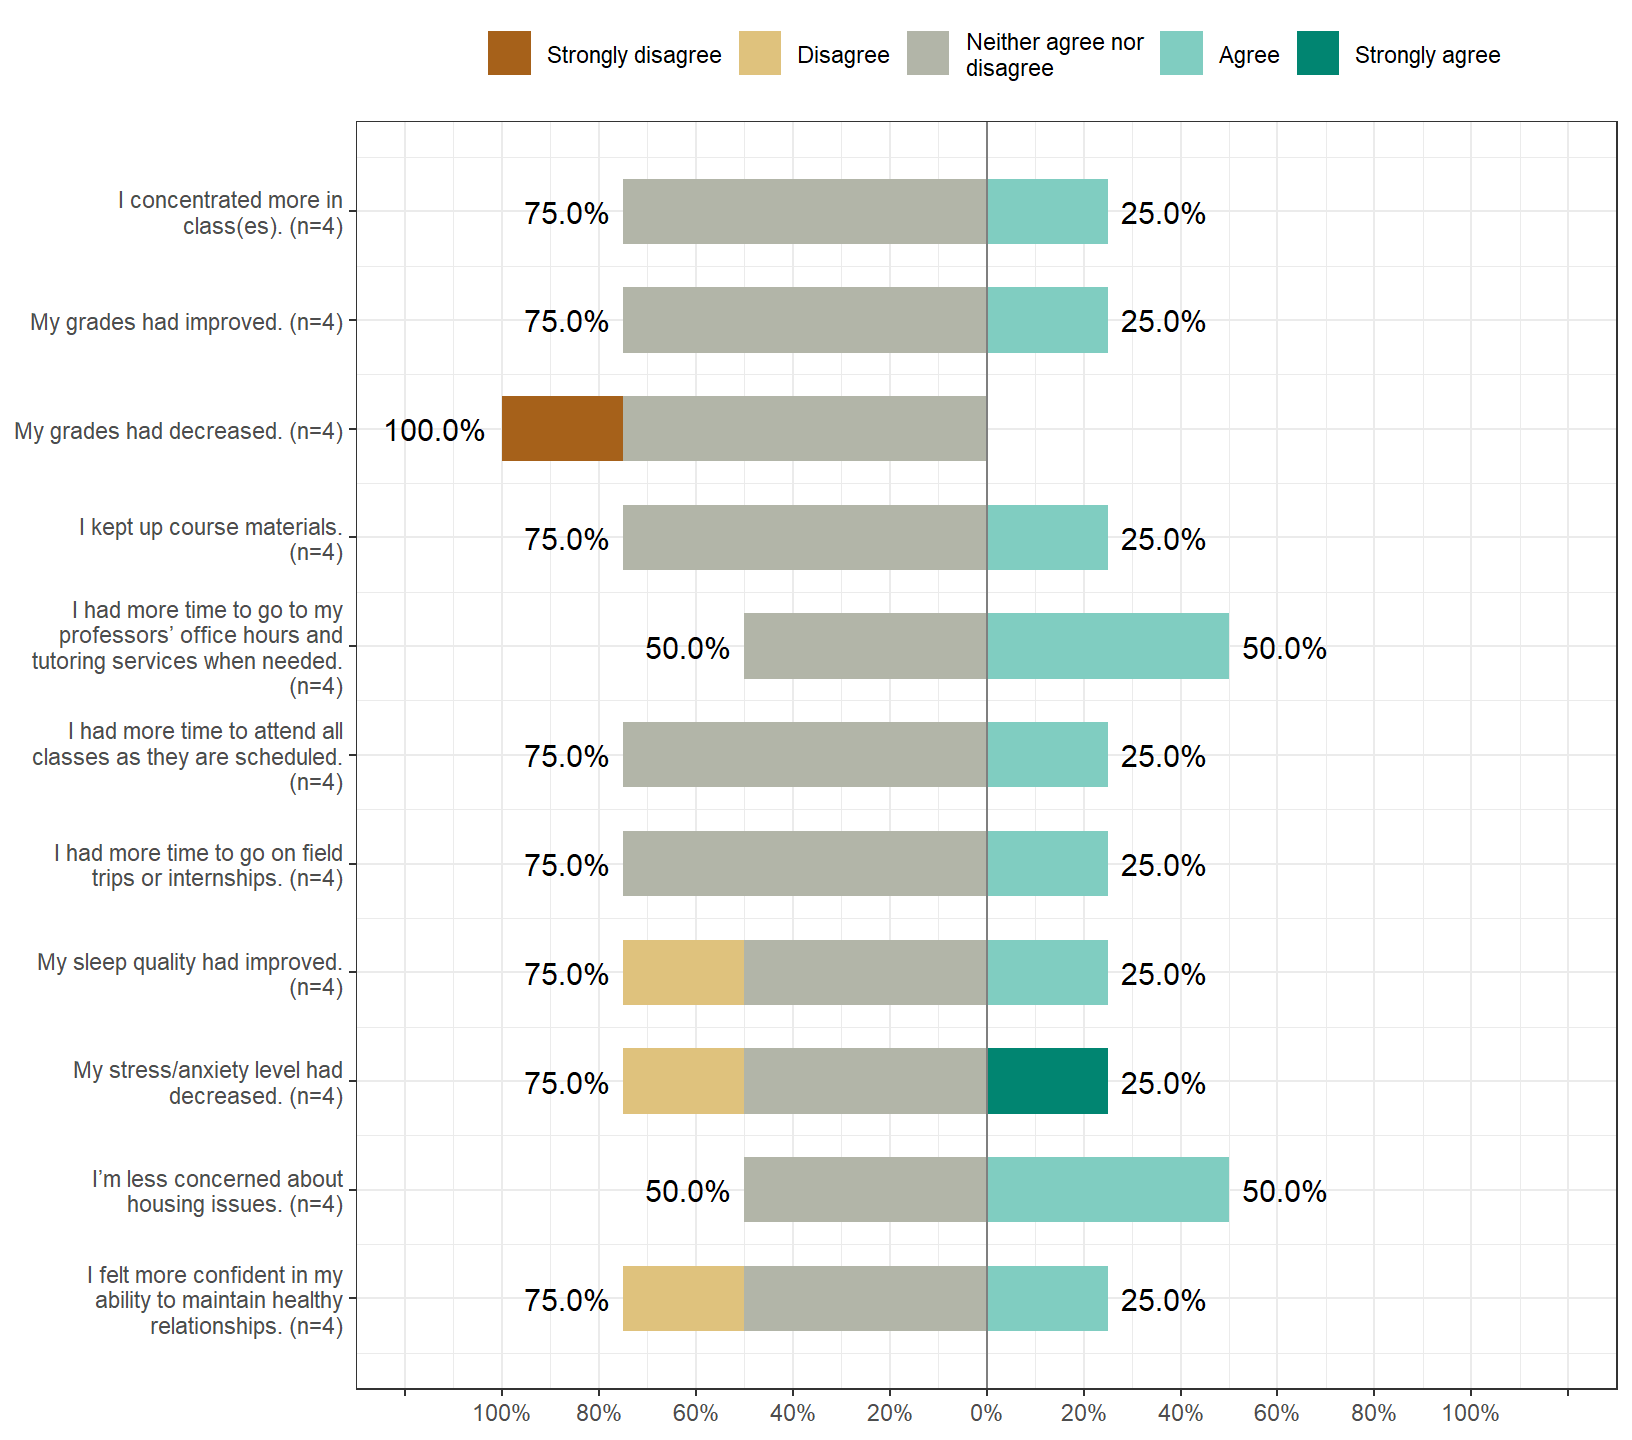 Strongly disagree
Disagree
Neither agree nor
disagree
Agree
Strongly agree
I concentrated more in
class(es). (n=4)
75.0%
25.0%
My grades had improved. (n=4)
75.0%
25.0%
My grades had decreased. (n=4)
100.0%
I kept up course materials.
(n=4)
75.0%
25.0%
I had more time to go to my
professors’ office hours and
tutoring services when needed.
(n=4)
50.0%
50.0%
I had more time to attend all
classes as they are scheduled.
(n=4)
75.0%
25.0%
I had more time to go on field
trips or internships. (n=4)
75.0%
25.0%
My sleep quality had improved.
(n=4)
75.0%
25.0%
My stress/anxiety level had
decreased. (n=4)
75.0%
25.0%
I’m less concerned about
housing issues. (n=4)
50.0%
50.0%
I felt more confident in my
ability to maintain healthy
relationships. (n=4)
75.0%
25.0%
100% 80% 60% 40% 20% 0% 20% 40% 60% 80% 100%